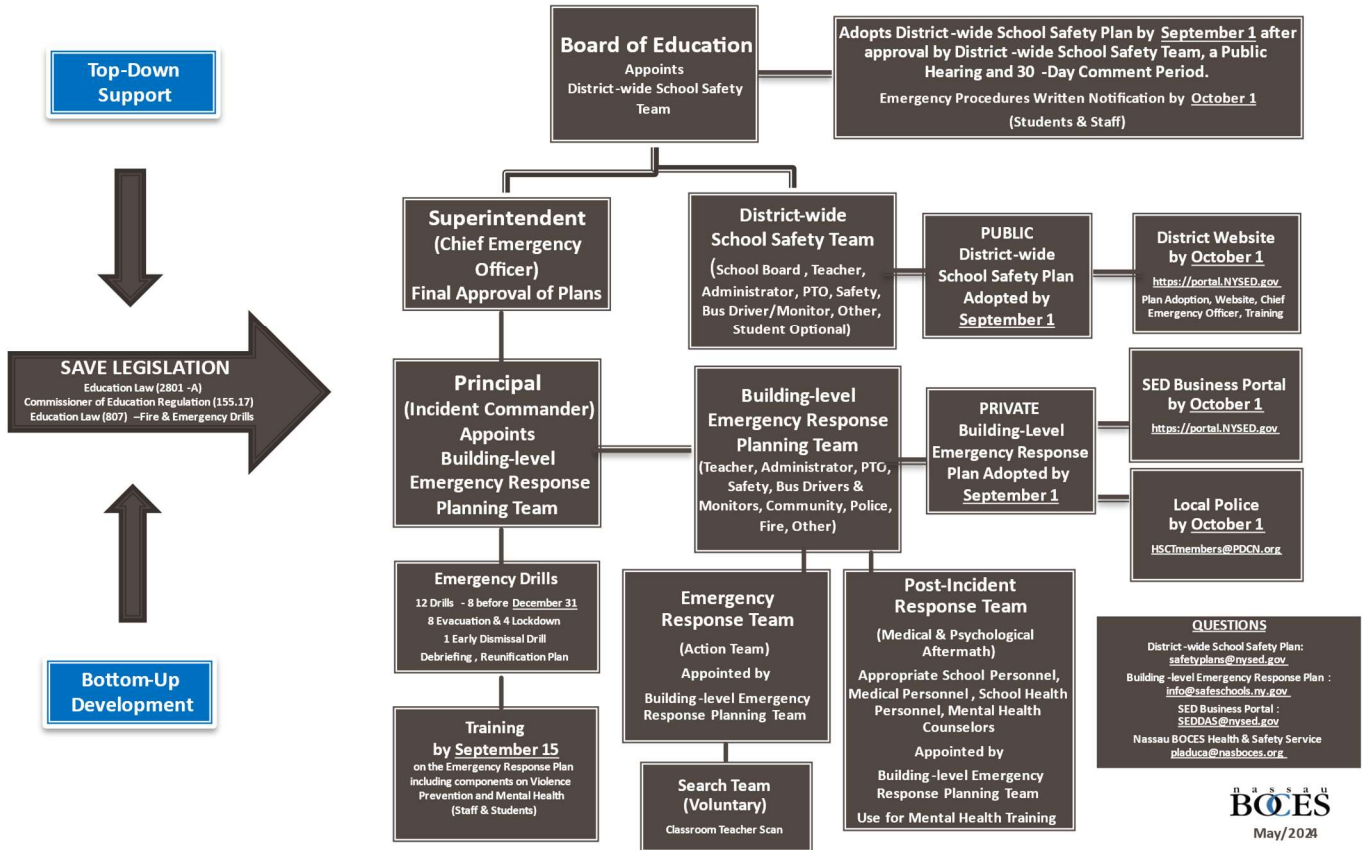 Top-Down
Support
Board of Education
Appoints
District-wide School Safety
Team
Adopts District -wide School Safety Plan by September 1 after
approval by District -wide School Safety Team, a Public
Hearing and 30 -Day Comment Period.
Emergency Procedures Written Notification by October 1
(Students & Staff)
Superintendent
(Chief Emergency
Officer)
Final Approval of Plans
District-wide
School Safety Team
(School Board , Teacher,
Administrator, PTO, Safety,
Bus Driver/Monitor, Other,
Student Optional)
PUBLIC
District-wide
School Safety Plan
Adopted by
September 1
District Website
by October 1
https://portal.NYSED.gov
Plan Adoption, Website, Chief
Emergency Officer, Training
SAVE LEGISLATION
Education Law (2801 -A)
Commissioner of Education Regulation (155.17)
Education Law (807) –Fire & Emergency Drills
Principal
(Incident Commander)
Appoints
Building-level
Emergency Response
Planning Team
Building-level
Emergency Response
Planning Team
(Teacher, Administrator, PTO,
Safety, Bus Drivers &
Monitors, Community, Police,
Fire, Other)
PRIVATE
Building-Level
Emergency Response
Plan Adopted by
September 1
SED Business Portal
by October 1
https://portal.NYSED.gov
Local Police
by October 1
HSCTmembers@PDCN.org
Bottom-Up
Development
Emergency Drills
12 Drills - 8 before December 31
8 Evacuation & 4 Lockdown
1 Early Dismissal Drill
Debriefing , Reunification Plan
Training
by September 15
on the Emergency Response Plan
including components on Violence
Prevention and Mental Health
(Staff & Students)
Emergency
Response Team
(Action Team)
Appointed by
Building -level Emergency
Response Planning Team
Search Team
(Voluntary)
Classroom Teacher Scan
Post-Incident
Response Team
(Medical & Psychological
Aftermath)
Appropriate School Personnel,
Medical Personnel , School Health
Personnel, Mental Health
Counselors
Appointed by
Building -level Emergency
Response Planning Team
Use for Mental Health Training
QUESTIONS
District -wide School Safety Plan:
safetyplans@nysed.gov
Building -level Emergency Response Plan :
info@safeschools.ny.gov
SED Business Portal :
SEDDAS@nysed.gov
Nassau BOCES Health & Safety Service
pladuca@nasboces.org
nassau
BOCES
May/2024